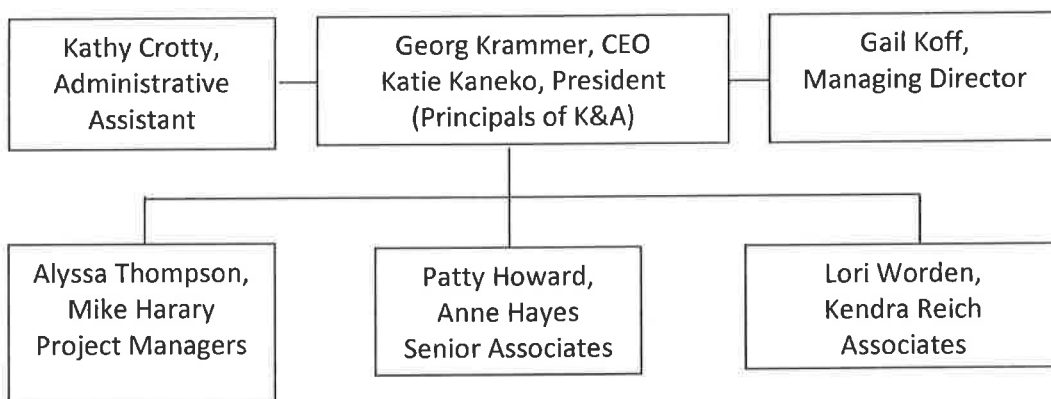 Kathy Crotty,
Administrative
Assistant
Georg Krammer, CEO
Katie Kaneko, President
(Principals of K&A)
Gail Koff,
Managing Director
Alyssa Thompson,
Mike Harary
Project Managers
Patty Howard,
Anne Hayes
Senior Associates
Lori Worden,
Kendra Reich
Associates